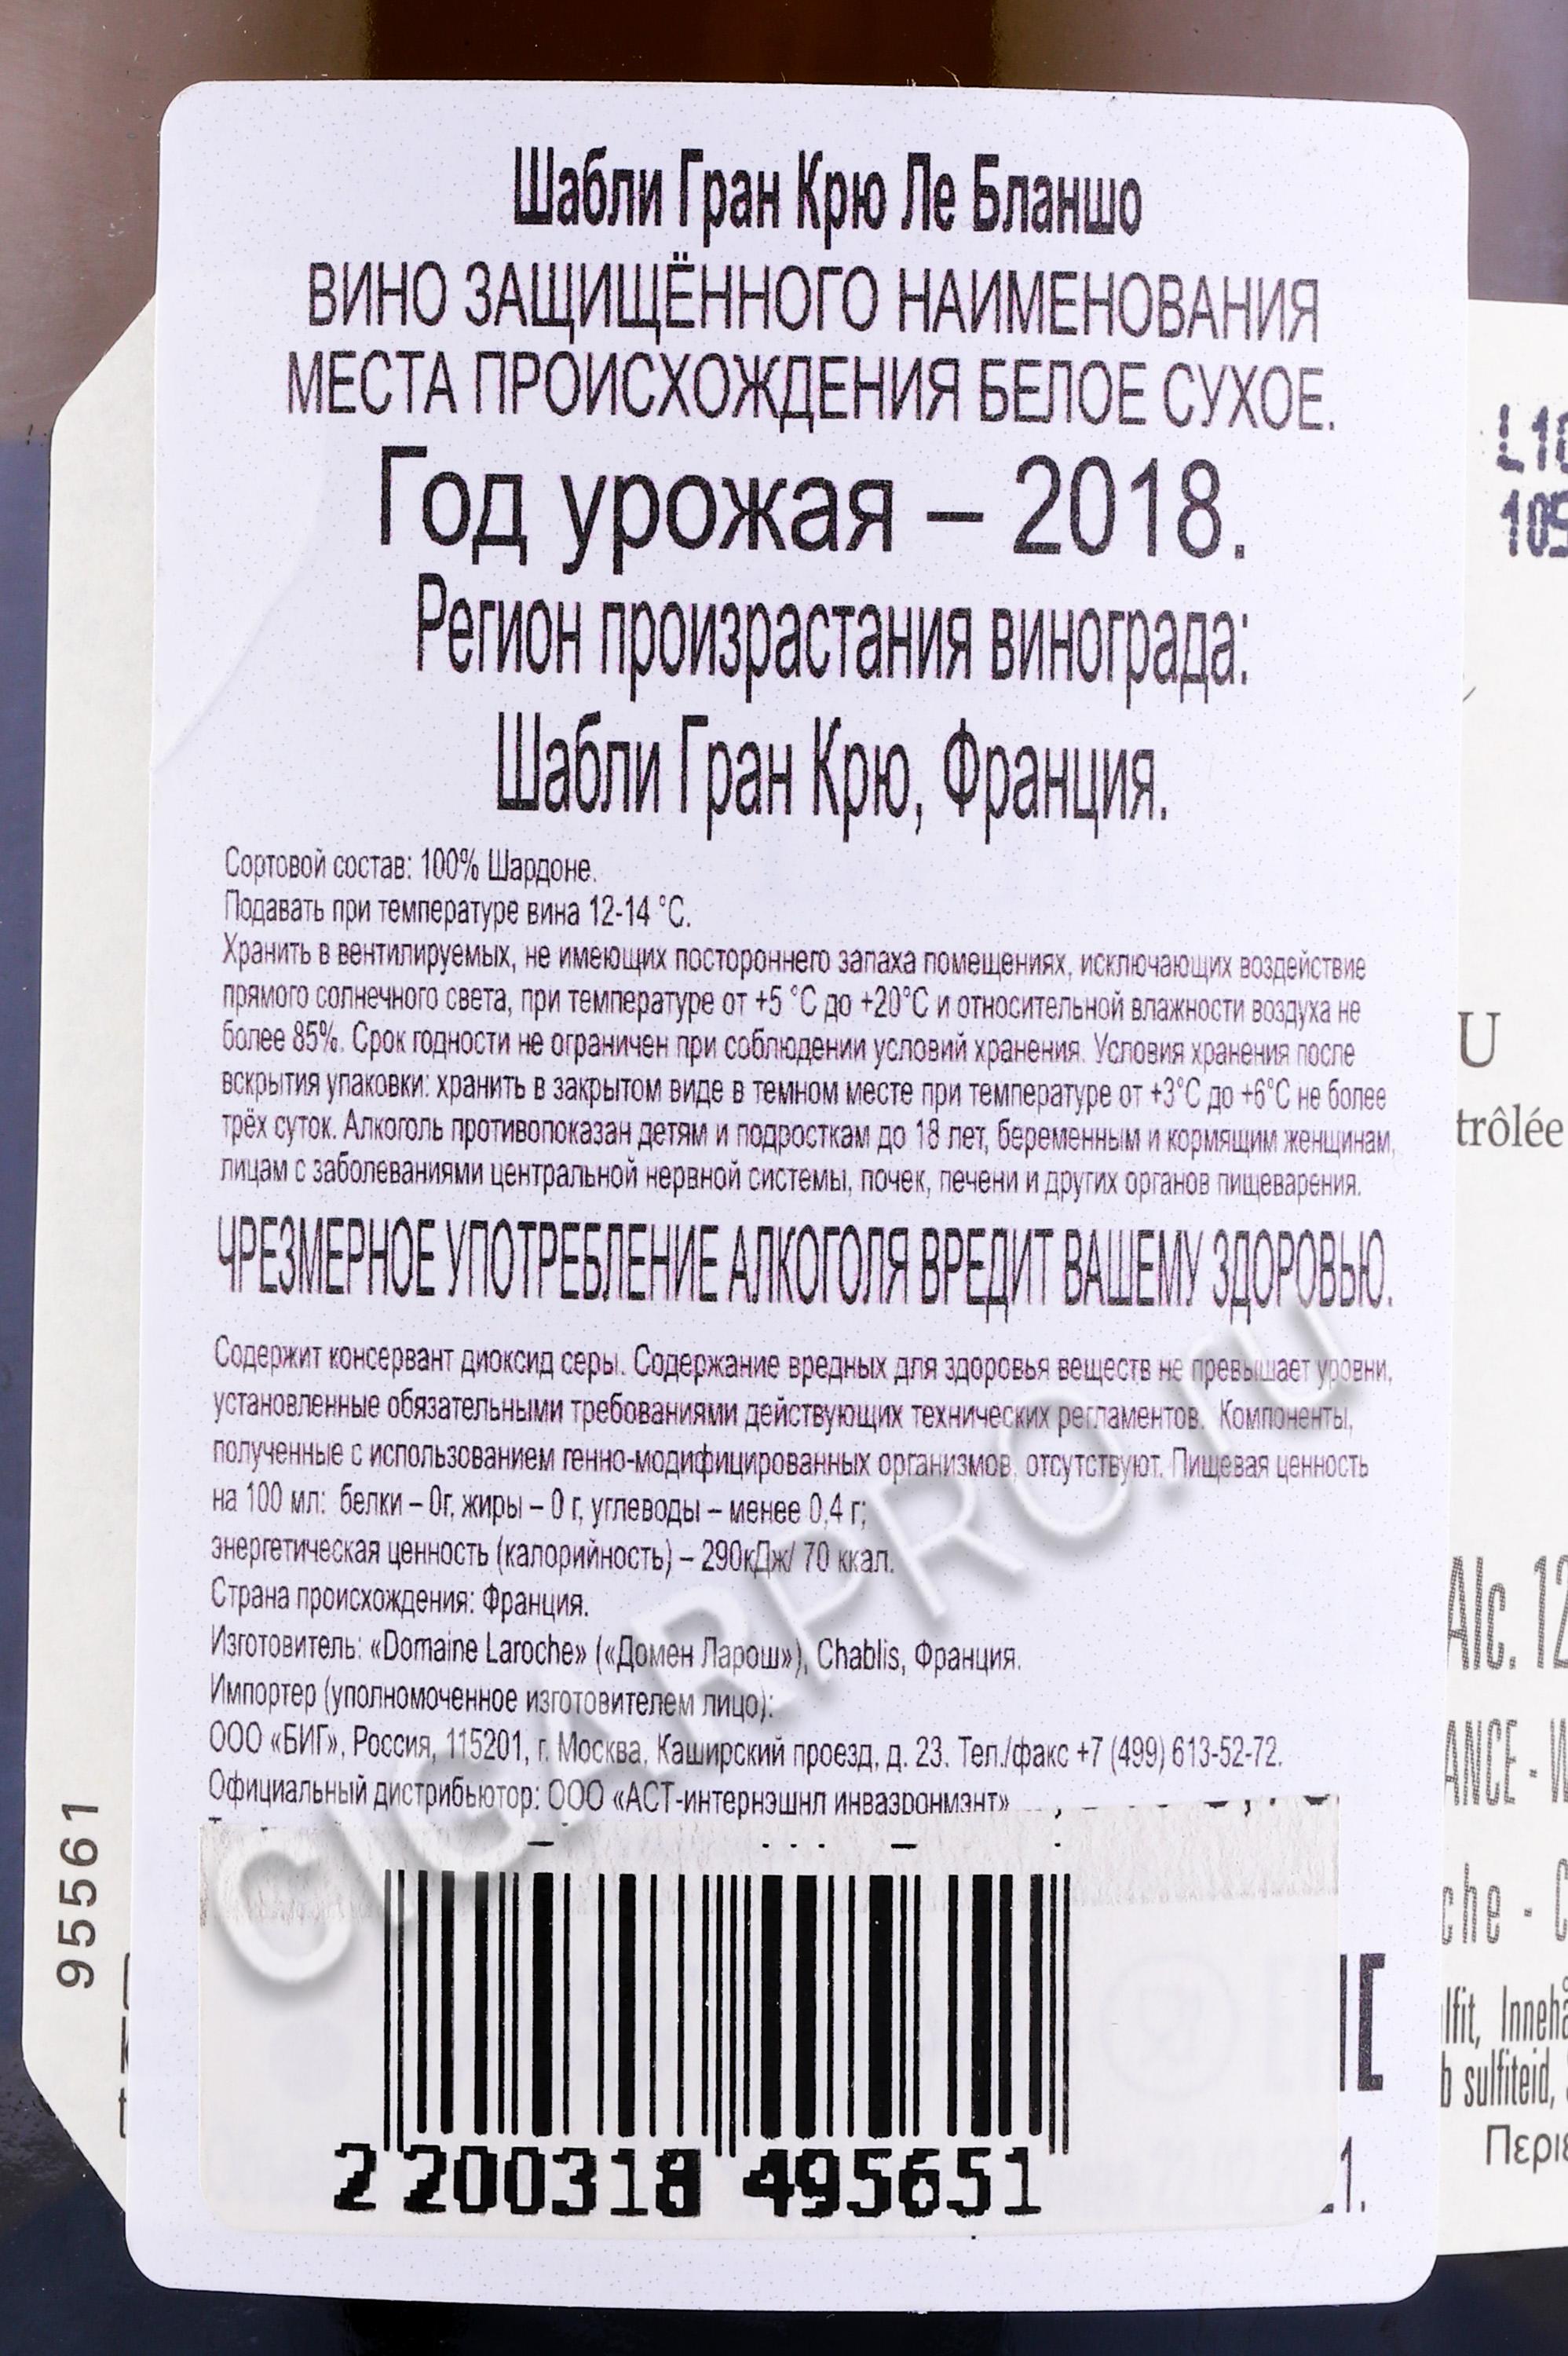 Шабли Гран Крю Ле Бланшо
ВИНО ЗАЩИЩЁННОГО НАИМЕНОВАНИЯ
МЕСТА ПРОИСХОЖДЕНИЯ БЕЛОЕ СУХОЕ.
Год урожая – 2018.
Регион произрастания винограда:
Шабли Гран Крю, Франция.
Сортовой состав: 100% Шардоне.
Подавать при температуре вина 12-14 °С.
Хранить в вентилируемых, не имеющих постороннего запаха помещениях, исключающих воздействие
прямого солнечного света, при температуре от +5 °С до +20°С и относительной влажности воздуха не
более 85%. Срок годности не ограничен при соблюдении условий хранения. Условия хранения после
вскрытия упаковки: хранить в закрытом виде в темном месте при температуре от +3°С до +6°С не более
трёх суток. Алкоголь противопоказан детям и подросткам до 18 лет, беременным и кормящим женщинам,
лицам с заболеваниями центральной нервной системы, почек, печени и других органов пищеварения.
ЧРЕЗМЕРНОЕ УПОТРЕБЛЕНИЕ АЛКОГОЛЯ ВРЕДИТ ВАШЕМУ ЗДОРОВЬЮ.
Содержит консервант диоксид серы. Содержание вредных для здоровья веществ не превышает уровни,
установленные обязательными требованиями действующих технических регламентов. Компоненты,
полученные с использованием генно-модифицированных организмов, отсутствуют. Пищевая ценность
на 100 мл: белки – 0г, жиры – 0 г, углеводы – менее 0,4 г;
энергетическая ценность (калорийность) – 290кДж/ 70 ккал.
Страна происхождения: Франция.
Изготовитель: «Domaine Laroche» («Домен Ларош»), Chablis, Франция.
Импортер (уполномоченное изготовителем лицо):
ООО «БИГ», Россия, 115201, г. Москва, Каширский проезд, д. 23. Тел./факс +7 (499) 613-52-72.
Официальный дистрибьютор: ООО «АСТ-интернэшнл инваэронмэнт»
2 200318 495651
95561
L18
109
U
trôlée
Alc. 12
ANCE - W
che - C
lfit, Innehå
b sulfiteid,
Περιέ
1.
CIGARPRO.ru